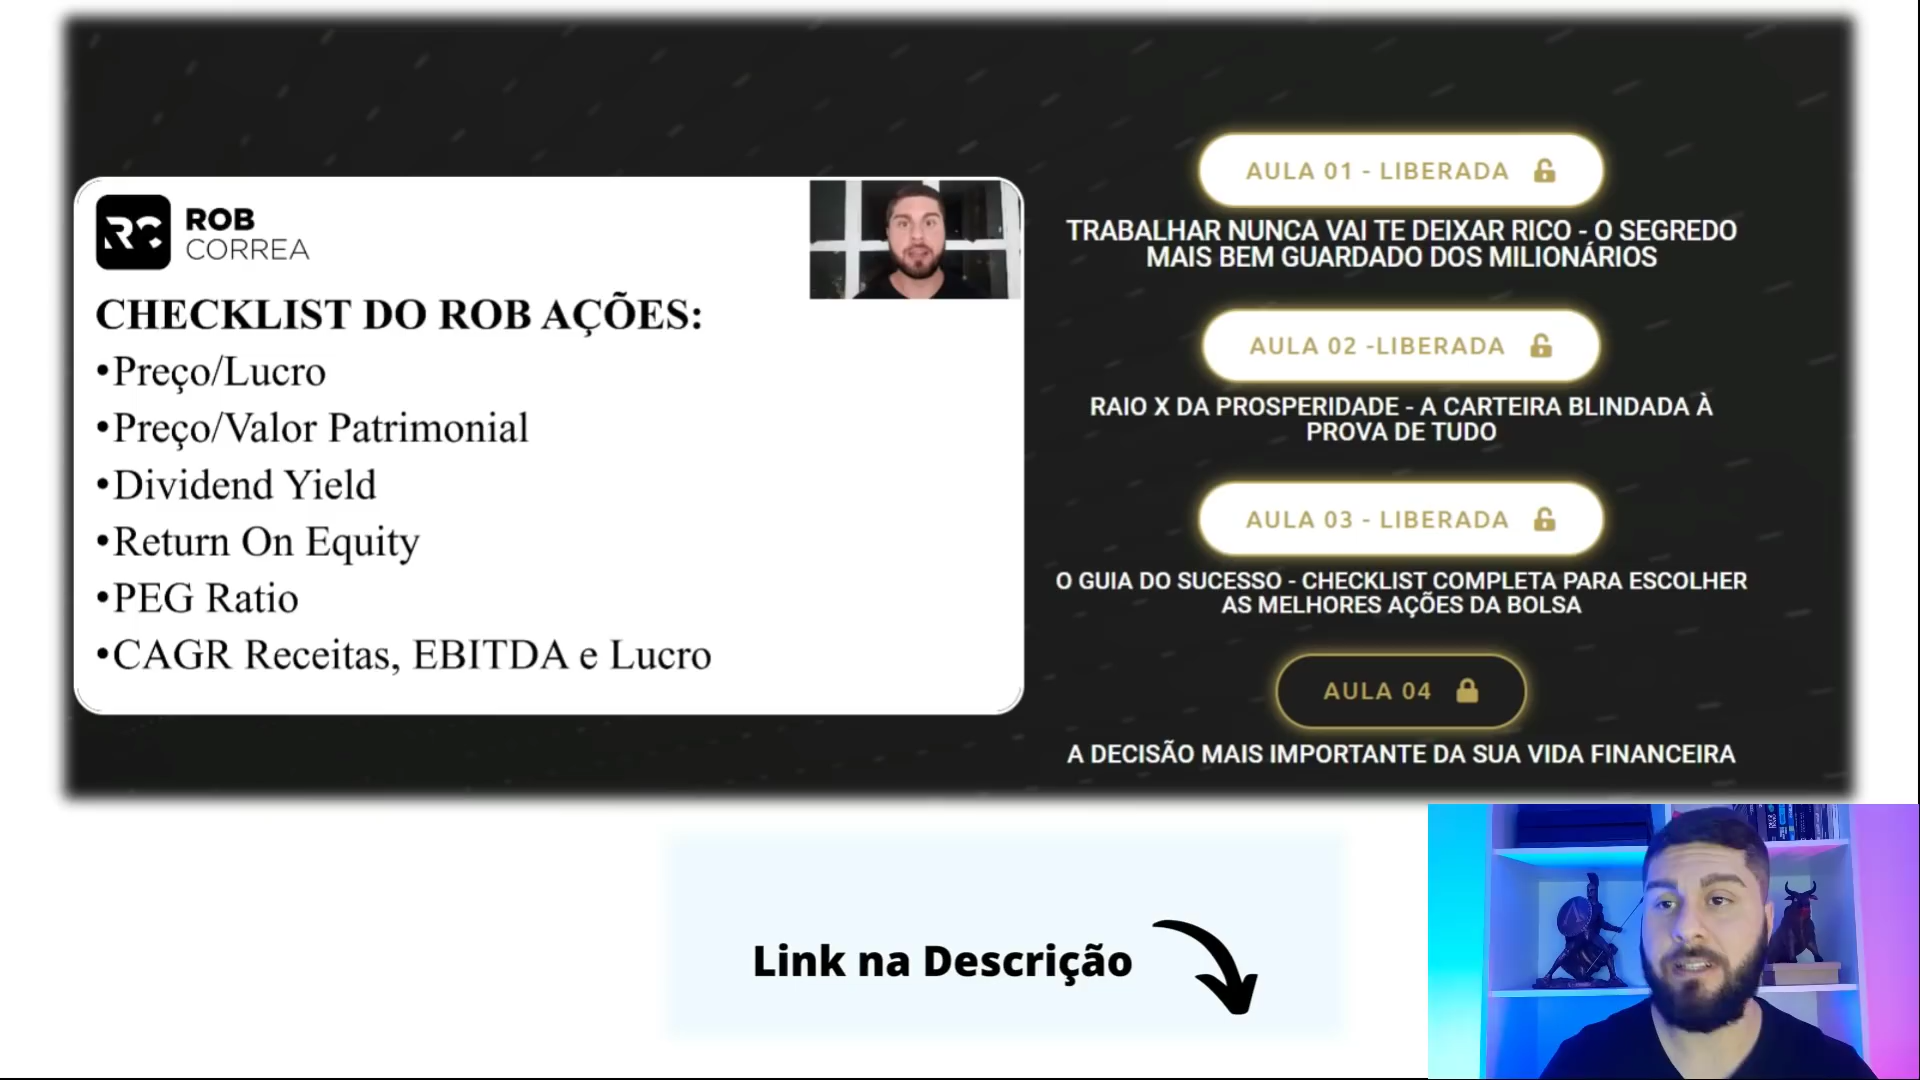 ROB
CORREA
CHECKLIST DO ROB AÇÕES:
•Preço/Lucro
•Preço/Valor Patrimonial
•Dividend Yield
•Return On Equity
•PEG Ratio
•CAGR Receitas, EBITDA e Lucro
AULA 01 - LIBERADA
TRABALHAR NUNCA VAI TE DEIXAR RICO - O SEGREDO
MAIS BEM GUARDADO DOS MILIONÁRIOS
AULA 02 -LIBERADA
RAIO X DA PROSPERIDADE - A CARTEIRA BLINDADA À
PROVA DE TUDO
AULA 03 - LIBERADA
O GUIA DO SUCESSO - CHECKLIST COMPLETA PARA ESCOLHER
AS MELHORES AÇÕES DA BOLSA
AULA 04
A DECISÃO MAIS IMPORTANTE DA SUA VIDA FINANCEIRA
Link na Descrição